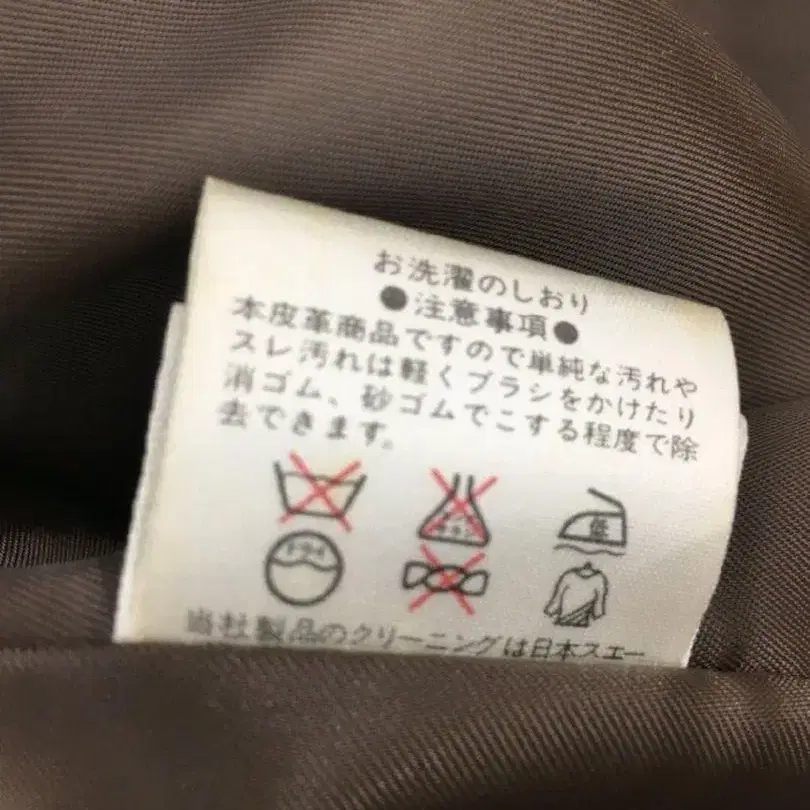 お洗濯のしおり
●注意事項●
本皮革商品ですので単純な汚れや
スレ汚れは軽くブラシをかけたり
消ゴム、砂ゴムでこする程度で除
去できます。
低
ドライ
当社製品のクリーニングは日本スエー